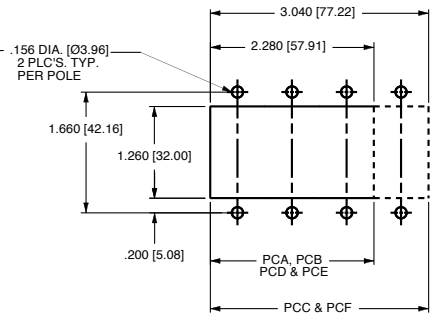 3.040 [77.22]
.156 DIA. [Ø3.96]
2 PLC'S. TYP.
PER POLE
2.280 [57.91]
1.660 [42.16]
1.260 [32.00]
.200 [5.08]
PCA, PCB
PCD & PCE
PCC & PCF